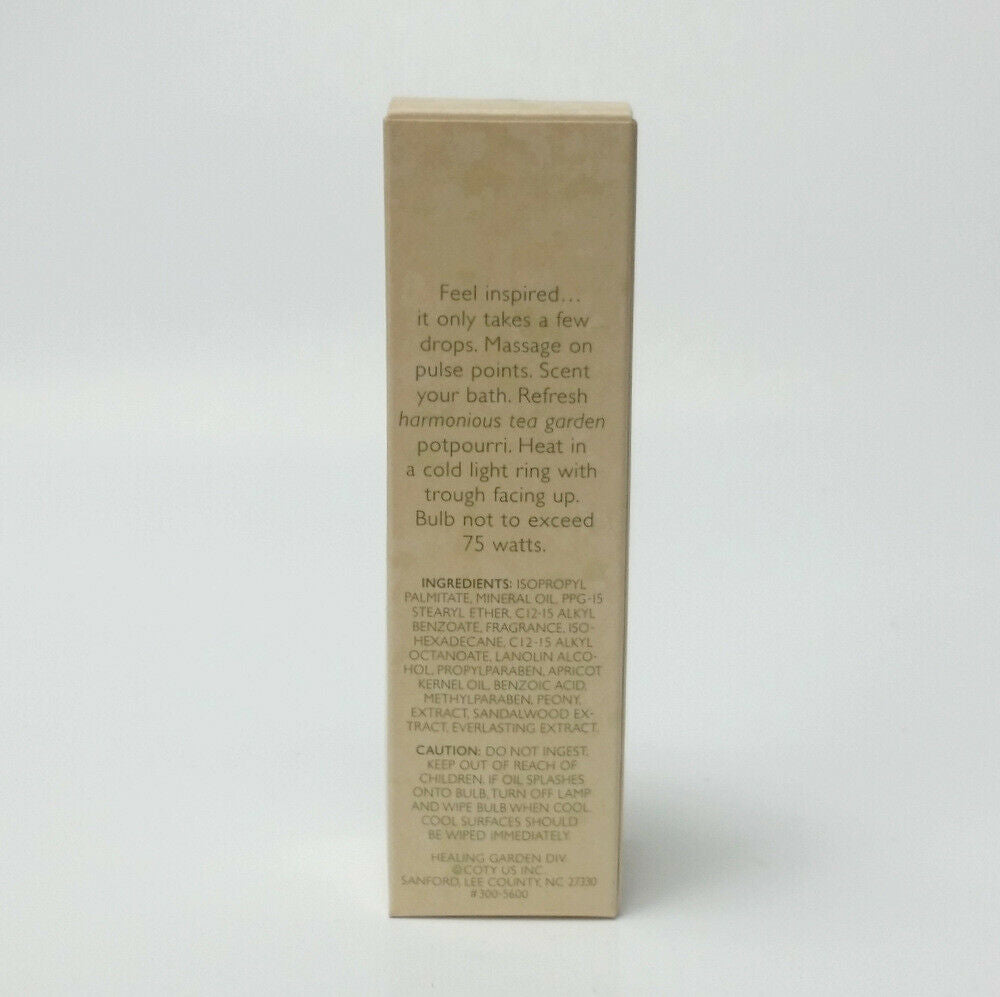 Feel inspired...
it only takes a few
drops. Massage on
pulse points. Scent
your bath. Refresh
harmonious tea garden
potpourri. Heat in
a cold light ring with
trough facing up.
Bulb not to exceed
75 watts.
INGREDIENTS: ISOPROPYL
PALMITATE, MINERAL OIL, PPG-15
STEARYL ETHER, C12-15 ALKYL
BENZOATE, FRAGRANCE, ISO-
HEXADECANE, C12-15 ALKYL
OCTANOATE, LANOLIN ALCO-
HOL, PROPYLPARABEN, APRICOT
KERNEL OIL, BENZOIC ACID,
METHYLPARABEN, PEONY,
EXTRACT, SANDALWOOD EX-
TRACT, EVERLASTING EXTRACT.
CAUTION: DO NOT INGEST.
KEEP OUT OF REACH OF
CHILDREN. IF OIL SPLASHES
ONTO BULB, TURN OFF LAMP
AND WIPE BULB WHEN COOL.
COOL SURFACES SHOULD
BE WIPED IMMEDIATELY.
HEALING GARDEN DIV.
©COTY US INC.
SANFORD, LEE COUNTY, NC 27330
#300-5600